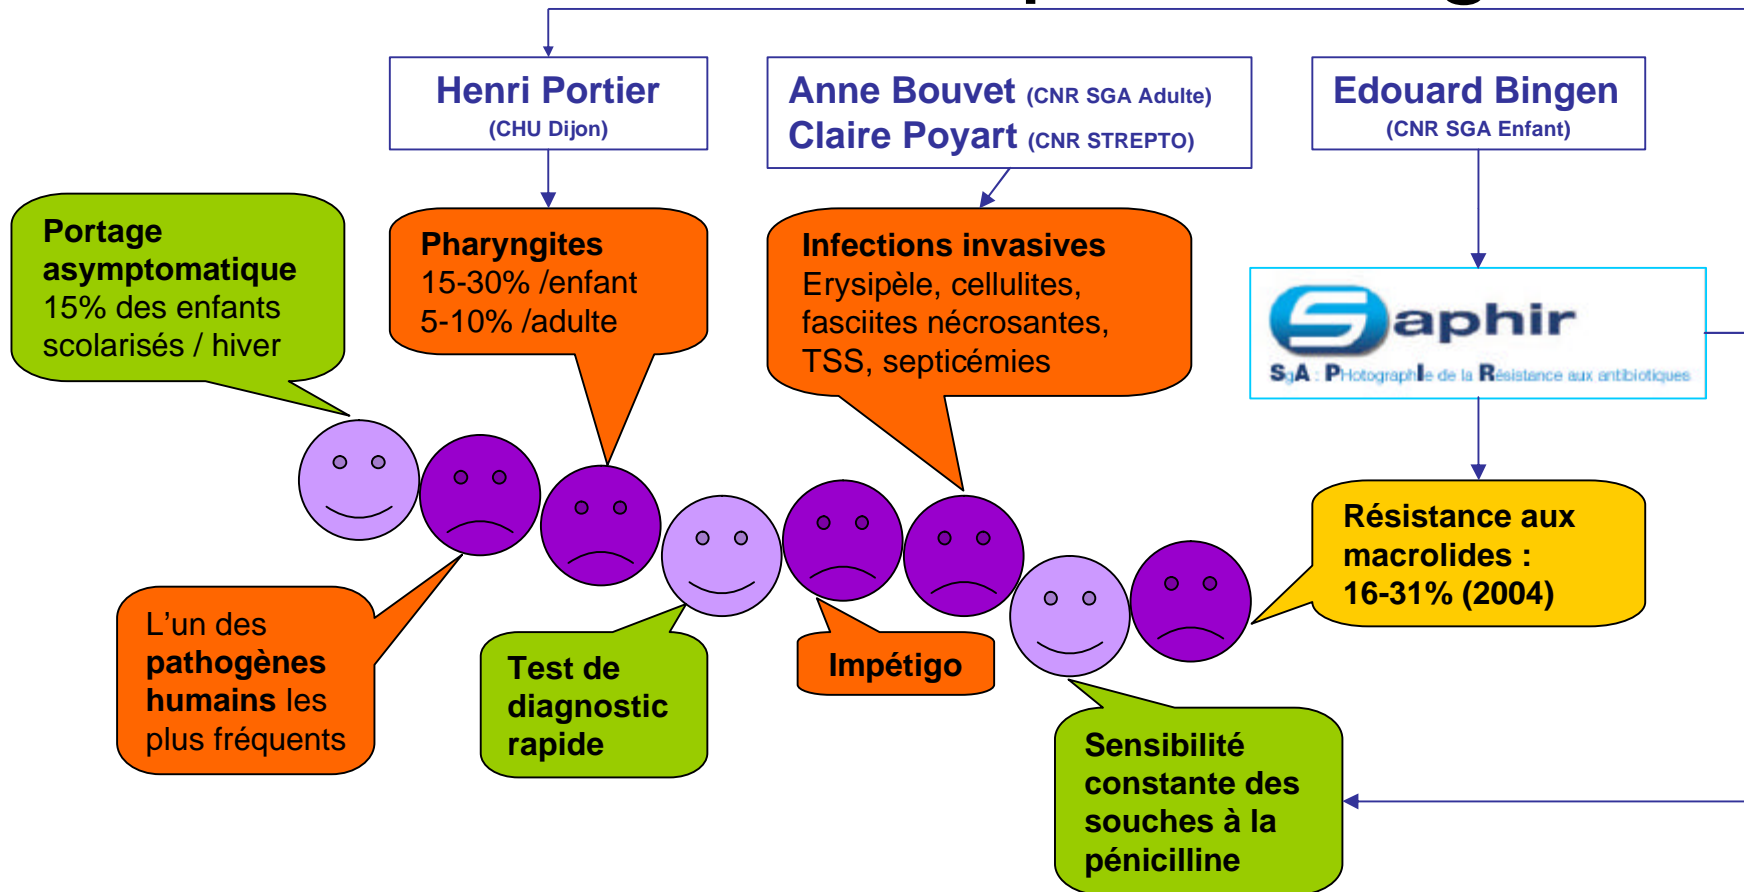 Henri Portier
(CHU Dijon)
Anne Bouvet (CNR SGA Adulte)
Claire Poyart (CNR STREPTO)
Edouard Bingen
(CNR SGA Enfant)
Portage
asymptomatique
15% des enfants
scolarisés / hiver
Pharyngites
15-30% /enfant
5-10% /adulte
Infections invasives
Erysipèle, cellulites,
fasciites nécrosantes,
TSS, septicémies
Saphir
SgA : PHotographIe de la Résistance aux antibiotiques
Résistance aux
macrolides :
16-31% (2004)
L’un des
pathogènes
humains les
plus fréquents
Test de
diagnostic
rapide
Impétigo
Sensibilité
constante des
souches à la
pénicilline